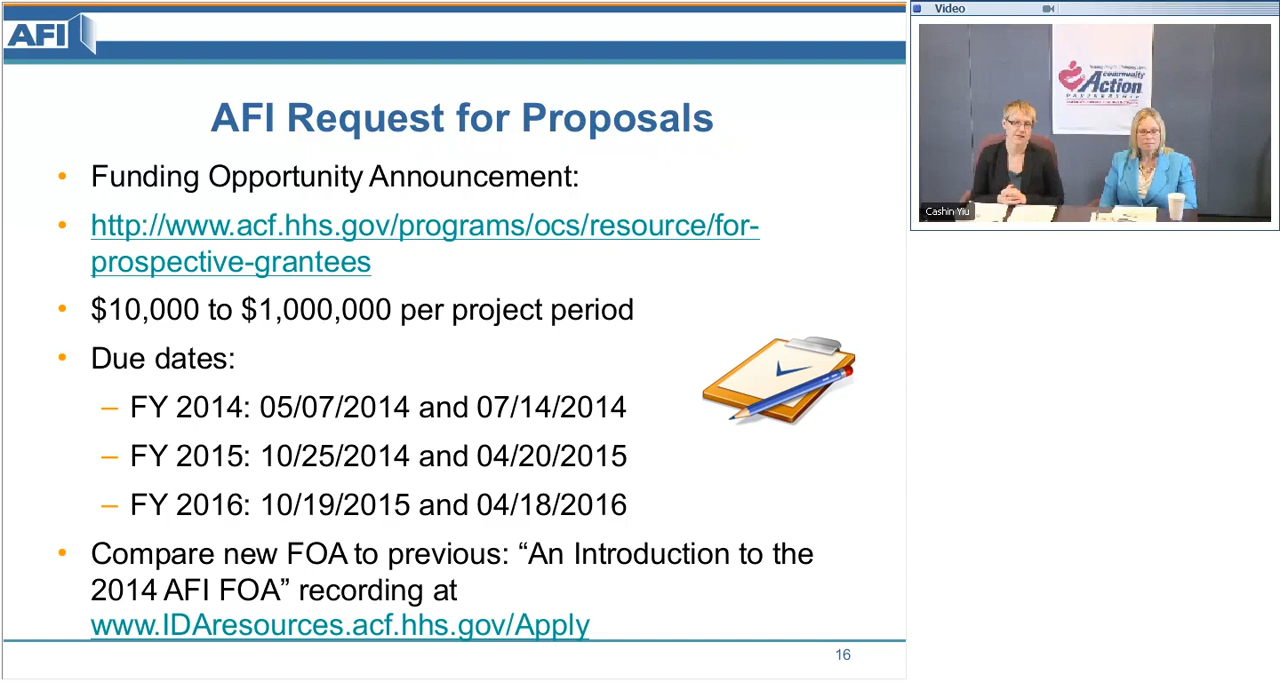 AFI
AFI Request for Proposals
• Funding Opportunity Announcement:
• http://www.acf.hhs.gov/programs/ocs/resource/for-
prospective-grantees
• $10,000 to $1,000,000 per project period
• Due dates:
– FY 2014: 05/07/2014 and 07/14/2014
– FY 2015: 10/25/2014 and 04/20/2015
– FY 2016: 10/19/2015 and 04/18/2016
• Compare new FOA to previous: “An Introduction to the
2014 AFI FOA” recording at
www.IDAresources.acf.hhs.gov/Apply
16
Video
community
Action
PARTNERSHIP
Cashin Yiu